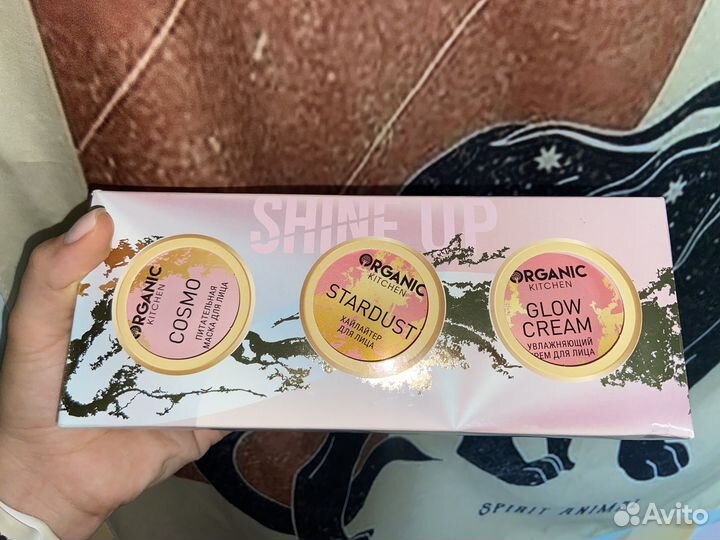 SHINE UP
ORGANIC
KITCHEN
COSMO
ПИТАТЕЛЬНАЯ
МАСКА ДЛЯ ЛИЦА
ORGANIC
KITCHEN
STARDUST
ХАЙЛАЙТЕР
ДЛЯ ЛИЦА
ORGANIC
KITCHEN
GLOW
CREAM
УВЛАЖНЯЮЩИЙ
КРЕМ ДЛЯ ЛИЦА
SPIRIT ANIMAL
Avito